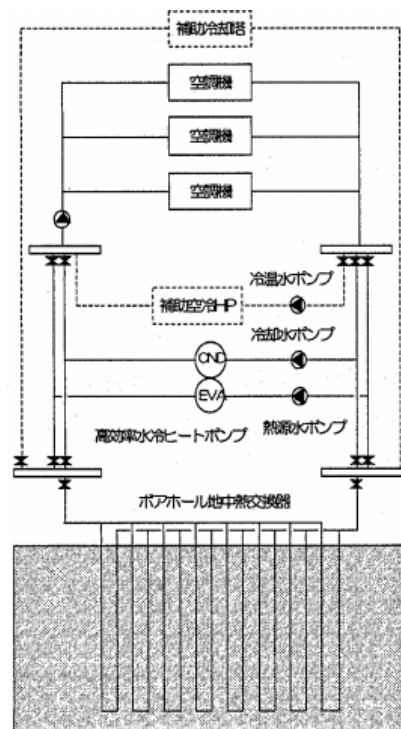 補助冷却塔
空調機
空調機
空調機
冷温水ポンプ
補助空冷HP
冷却水ポンプ
CND
EVA
高効率水冷ヒートポンプ
熱源水ポンプ
ボアホール地中熱交換器